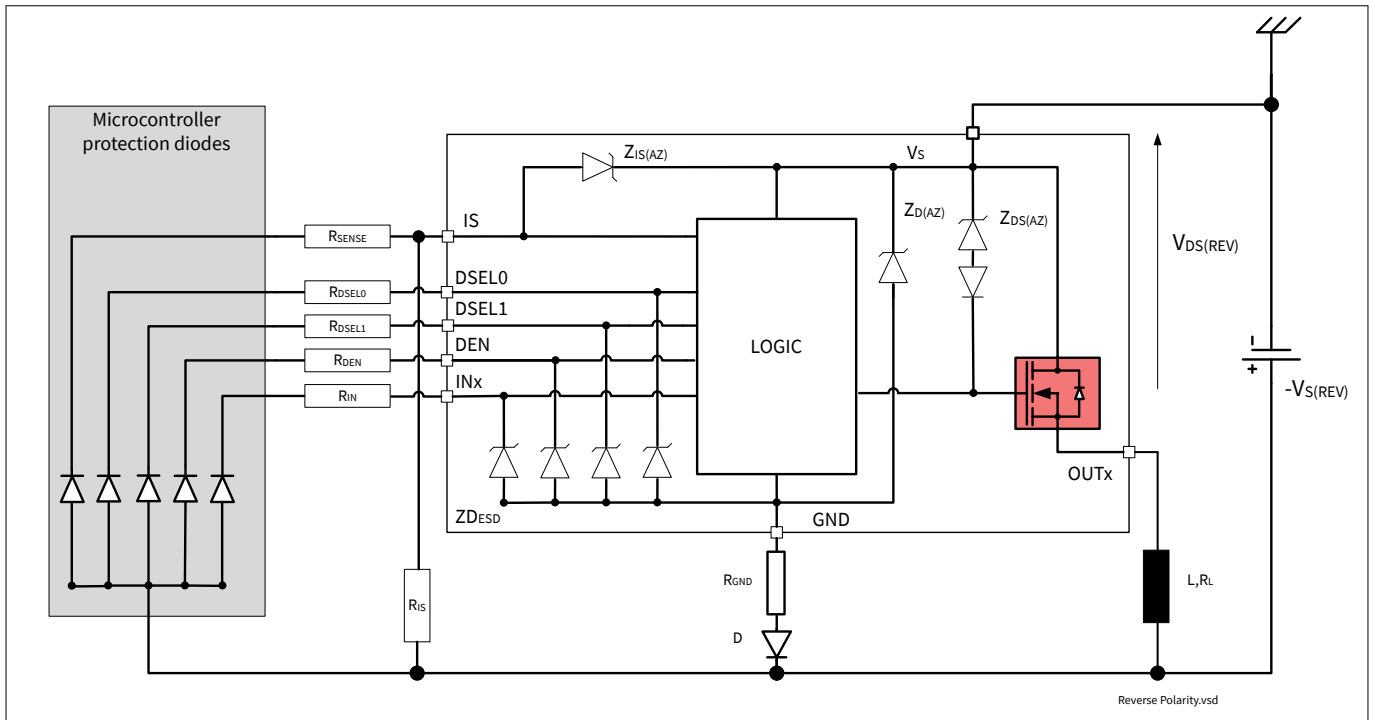 Microcontroller
protection diodes
ZIS(AZ)
VS
ZD(AZ)
ZDS(AZ)
VDS(REV)
IS
RSENSE
DSEL0
RDSEL0
DSEL1
RDSEL1
DEN
RDEN
INx
RIN
LOGIC
-
+
-VS(REV)
OUTx
ZDESD
GND
RIS
RGND
D
L,RL
Reverse Polarity.vsd